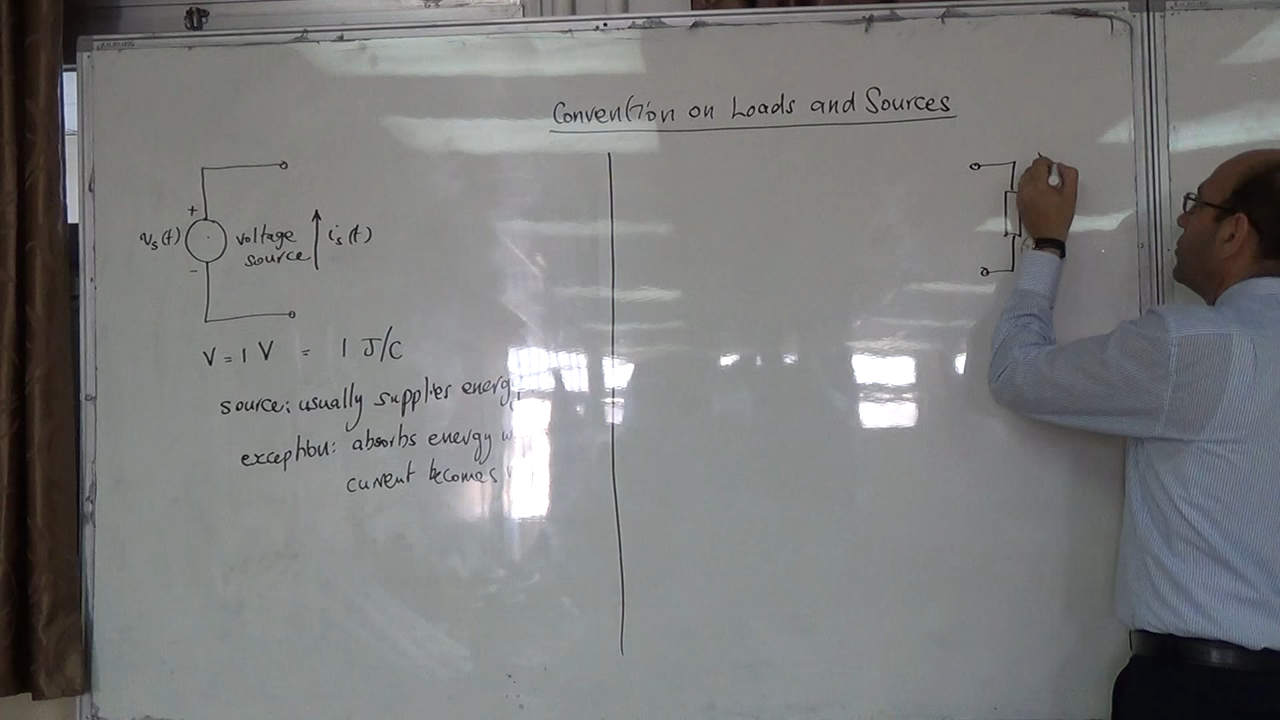 Convention on Loads and Sources
+
vs(t)
voltage
source
is(t)
-
V = 1 V = 1 J/C
source: usually supplies energy
exception: absorbs energy
current becomes